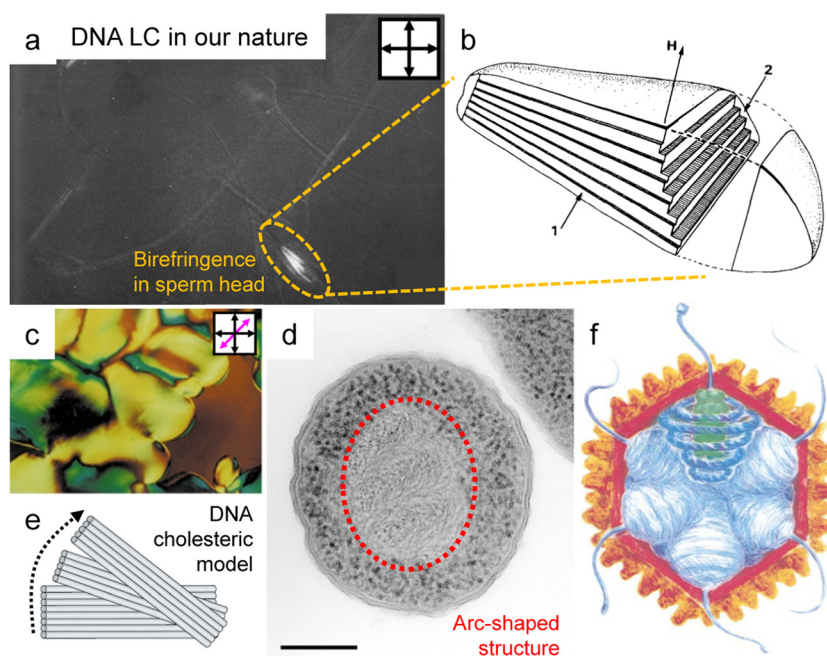 a
DNA LC in our nature
Birefringence
in sperm head
b
H
2
1
c
d
Arc-shaped
structure
e
DNA
cholesteric
model
f